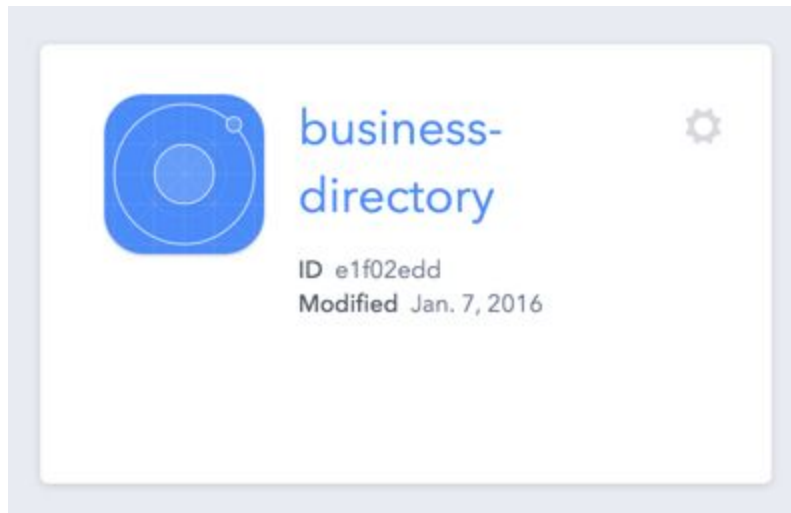 business-
directory
ID e1f02edd
Modified Jan. 7, 2016